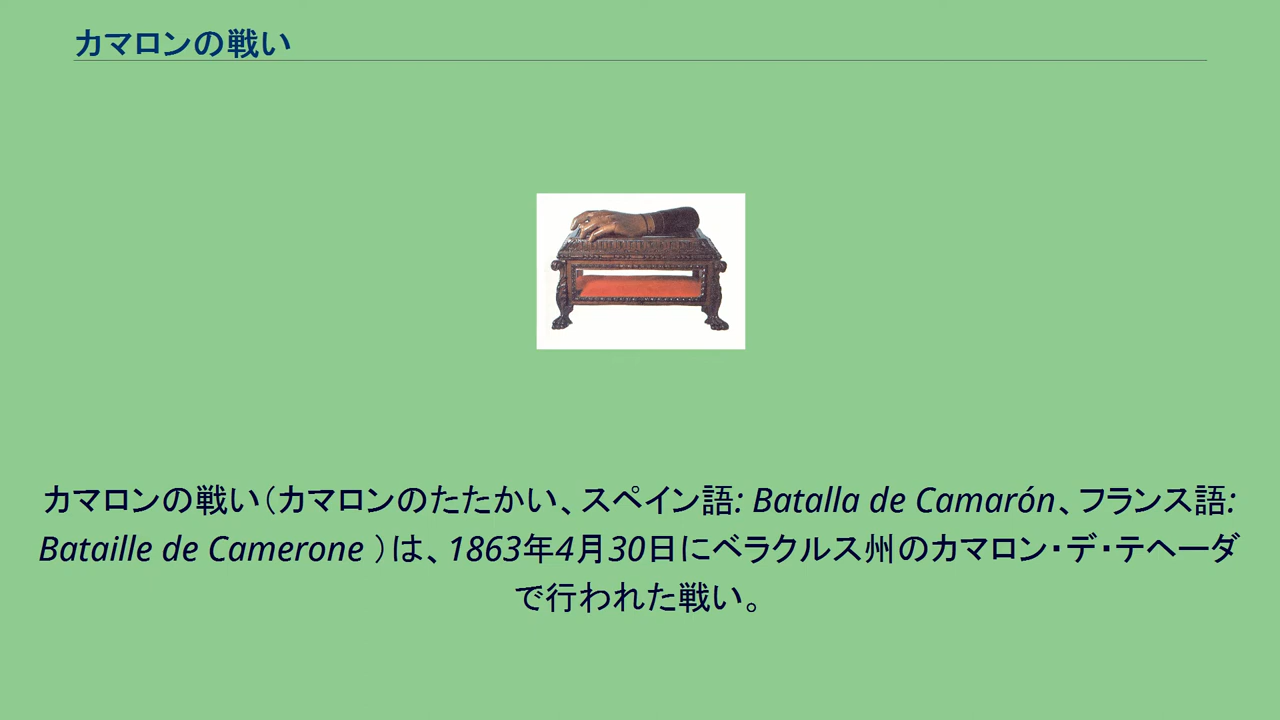 カマロンの戦い
カマロンの戦い（カマロンのたたかい、スペイン語: Batalla de Camarón、フランス語:
Bataille de Camerone ）は、1863年4月30日にベラクルス州のカマロン・デ・テヘーダ
で行われた戦い。